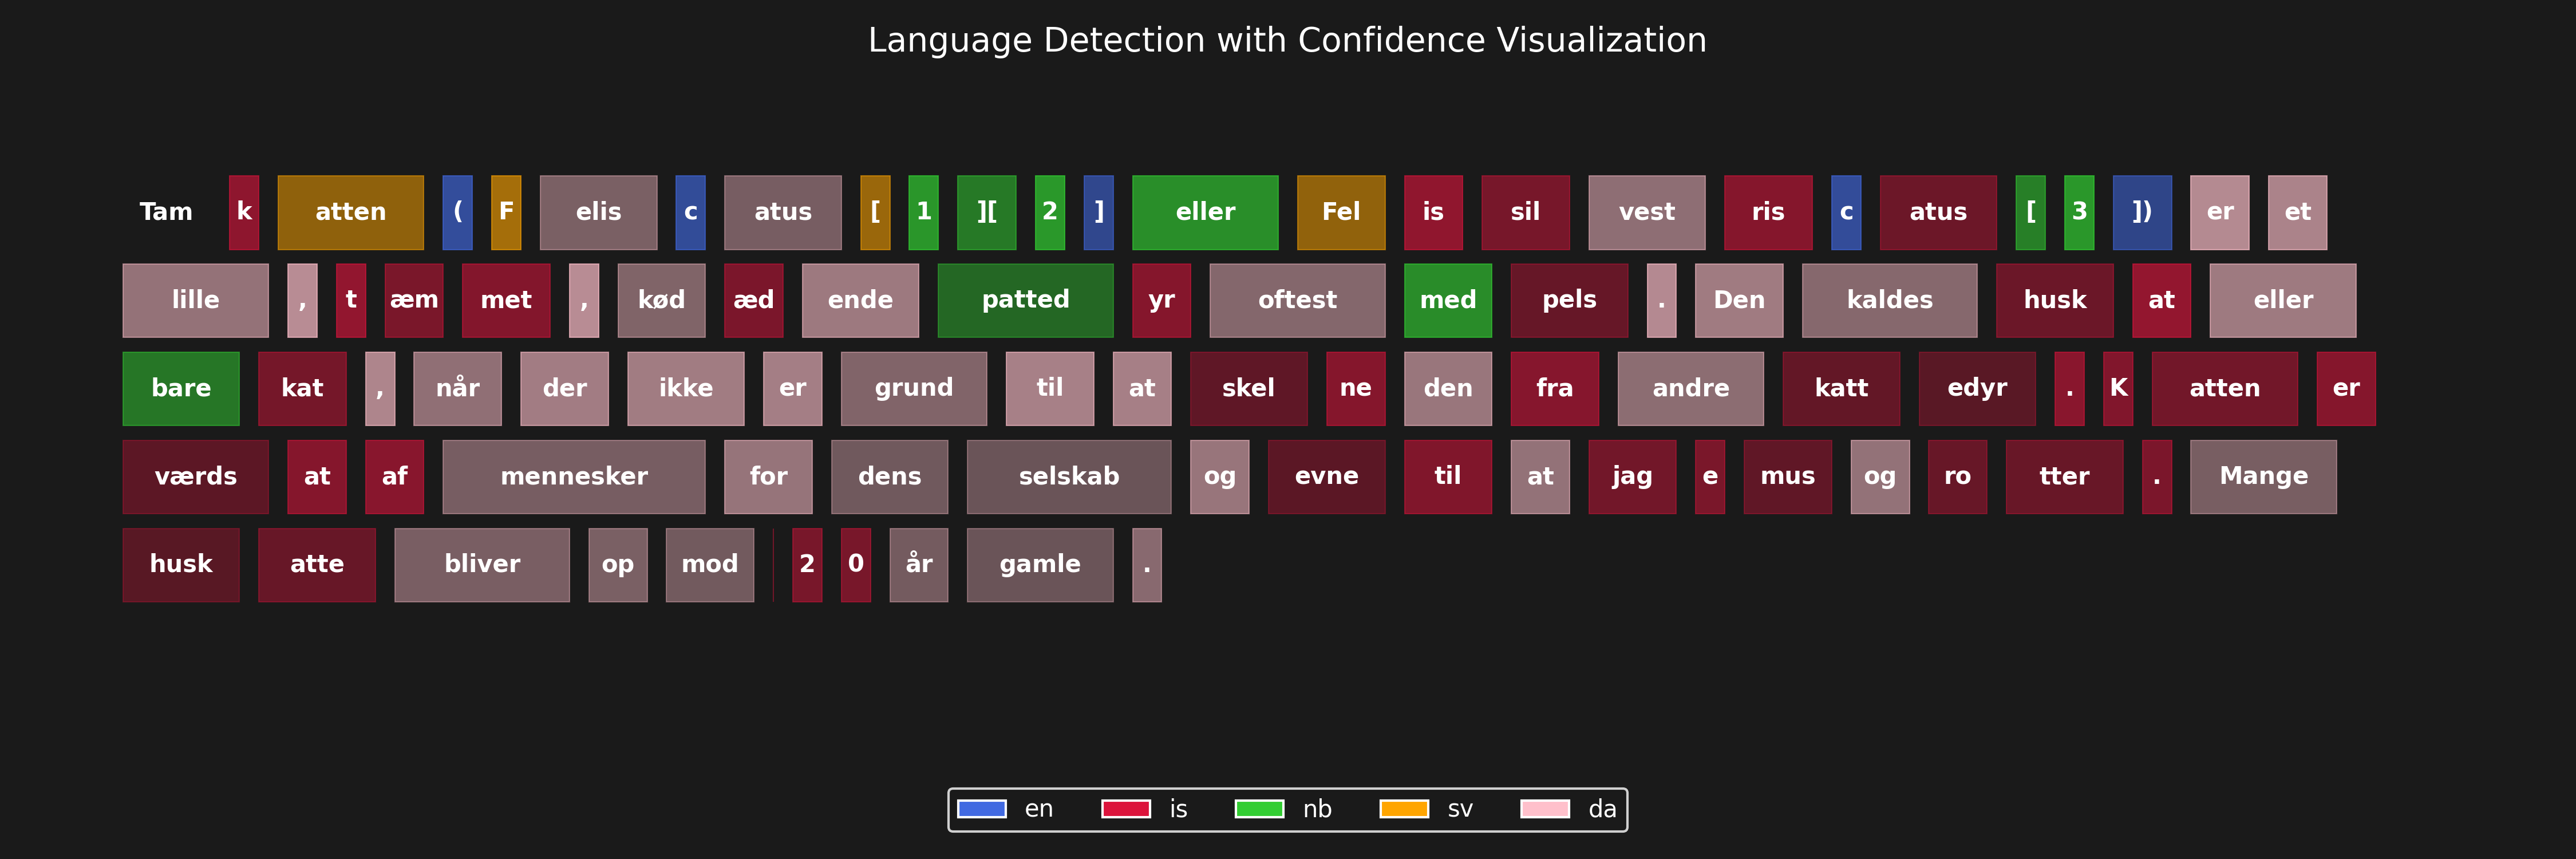 Language Detection with Confidence Visualization
Tam k atten ( F elis c atus [ 1 ][ 2 ] eller Fel is sil vest ris c atus [ 3 ]) er et
lille , t æm met , kød æd ende patted yr oftest med pels . Den kaldes husk at eller
bare kat , når der ikke er grund til at skel ne den fra andre katt edyr . K atten er
værds at af mennesker for dens selskab og evne til at jag e mus og ro tter . Mange
husk atte bliver op mod 2 0 år gamle .
en is nb sv da